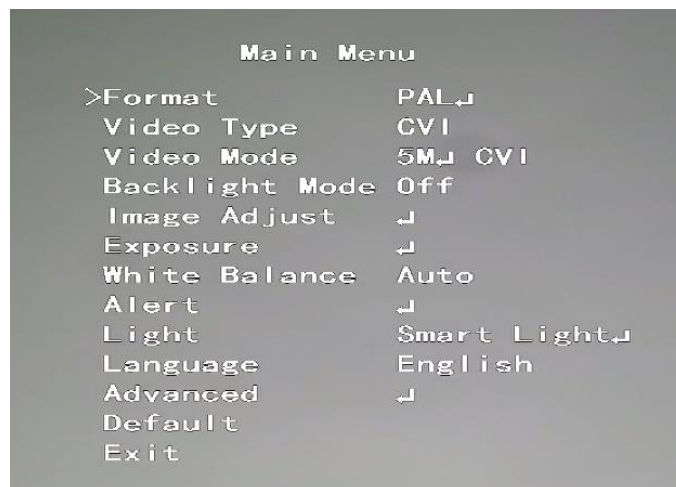 Main Menu
>Format PAL↵
Video Type CVI
Video Mode 5M↵ CVI
Backlight Mode Off
Image Adjust ↵
Exposure ↵
White Balance Auto
Alert ↵
Light Smart Light↵
Language English
Advanced ↵
Default
Exit